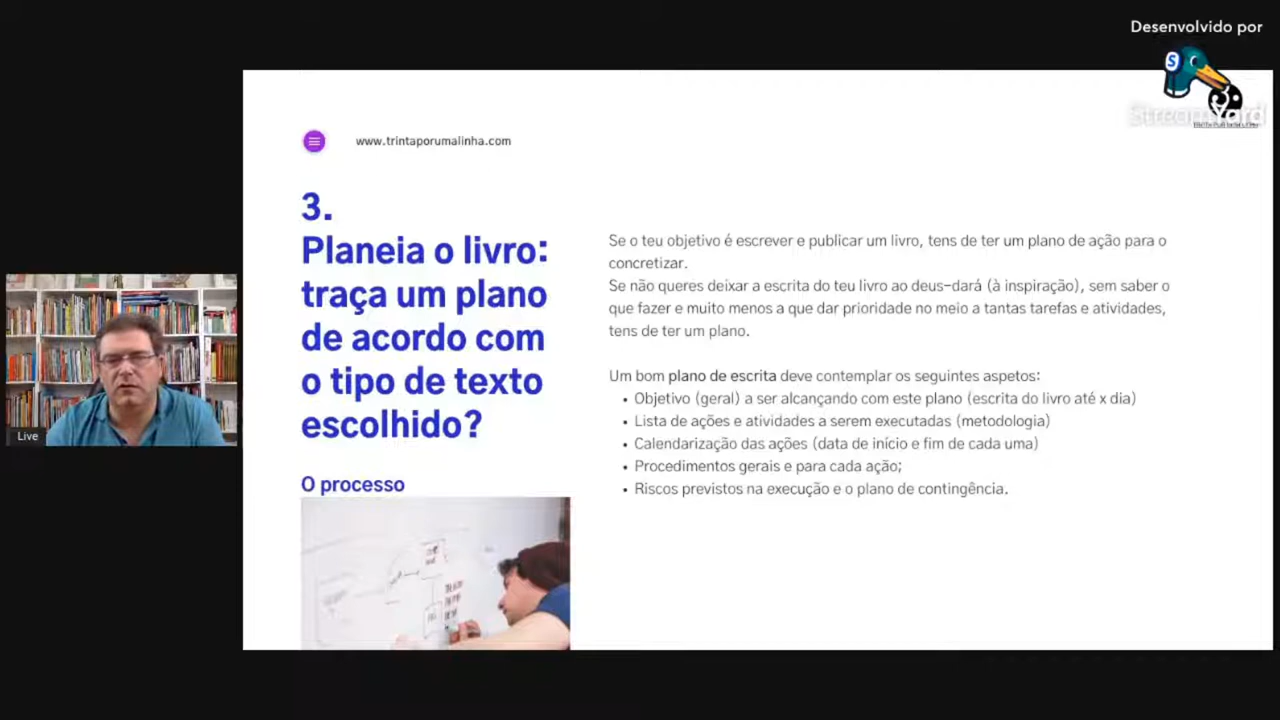 Desenvolvido por
StreamYard
www.trintaporumalinha.com
3.
Planeia o livro:
traça um plano
de acordo com
o tipo de texto
escolhido?
O processo
Se o teu objetivo é escrever e publicar um livro, tens de ter um plano de ação para o
concretizar.
Se não queres deixar a escrita do teu livro ao deus-dará (à inspiração), sem saber o
que fazer e muito menos a que dar prioridade no meio a tantas tarefas e atividades,
tens de ter um plano.
Um bom plano de escrita deve contemplar os seguintes aspetos:
• Objetivo (geral) a ser alcançando com este plano (escrita do livro até x dia)
• Lista de ações e atividades a serem executadas (metodologia)
• Calendarização das ações (data de início e fim de cada uma)
• Procedimentos gerais e para cada ação;
• Riscos previstos na execução e o plano de contingência.
Live